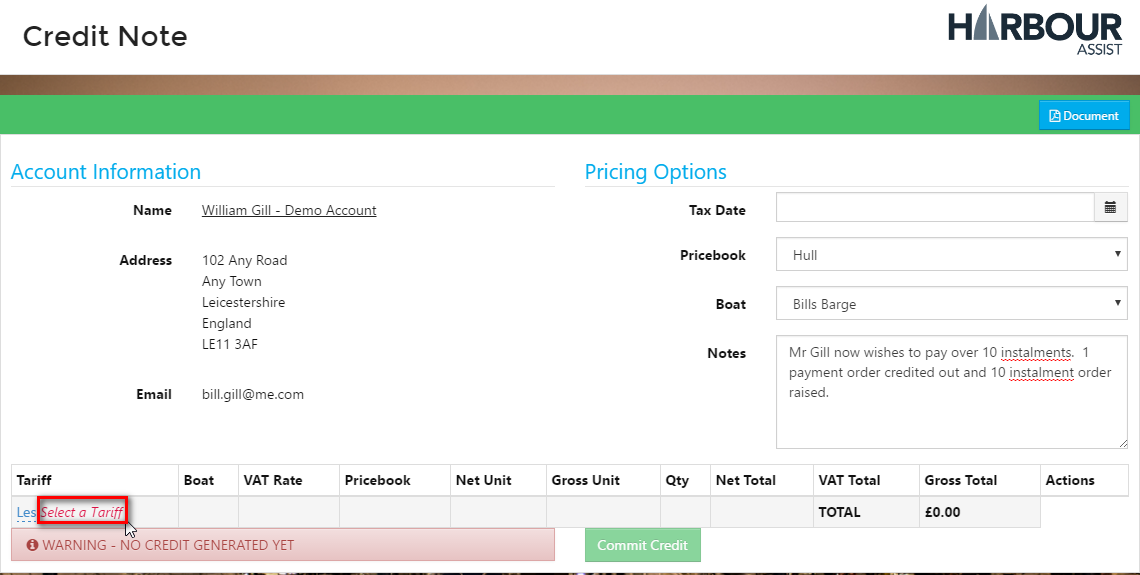 Credit Note
HARBOUR
ASSIST
Document
Account Information
Name William Gill - Demo Account
Address 102 Any Road
Any Town
Leicestershire
England
LE11 3AF
Email bill.gill@me.com
Pricing Options
Tax Date
Pricebook Hull
Boat Bills Barge
Notes Mr Gill now wishes to pay over 10 instalments. 1
payment order credited out and 10 instalment order
raised.
Tariff Boat VAT Rate Pricebook Net Unit Gross Unit Qty Net Total VAT Total Gross Total Actions
Les Select a Tariff TOTAL £0.00
WARNING - NO CREDIT GENERATED YET
Commit Credit